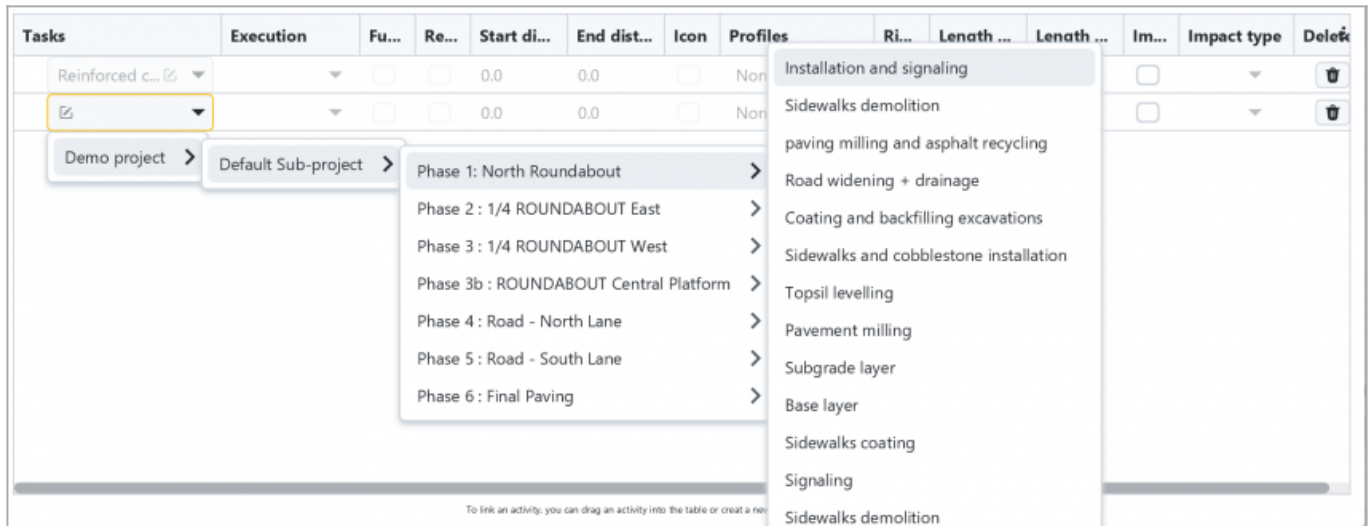 Tasks Execution Fu... Re... Start di... End dist... Icon Profiles Ri... Length ... Length ... Im... Impact type
Reinforced c... 0.0 0.0 Non
0.0 0.0 Non
Demo project
Default Sub-project
Phase 1: North Roundabout
Phase 2 : 1/4 ROUNDABOUT East
Phase 3 : 1/4 ROUNDABOUT West
Phase 3b : ROUNDABOUT Central Platform
Phase 4 : Road - North Lane
Phase 5 : Road - South Lane
Phase 6 : Final Paving
Installation and signaling
Sidewalks demolition
paving milling and asphalt recycling
Road widening + drainage
Coating and backfilling excavations
Sidewalks and cobblestone installation
Topsil levelling
Pavement milling
Subgrade layer
Base layer
Sidewalks coating
Signaling
Sidewalks demolition
To link an activity, you can drag an activity into the table or creat a new